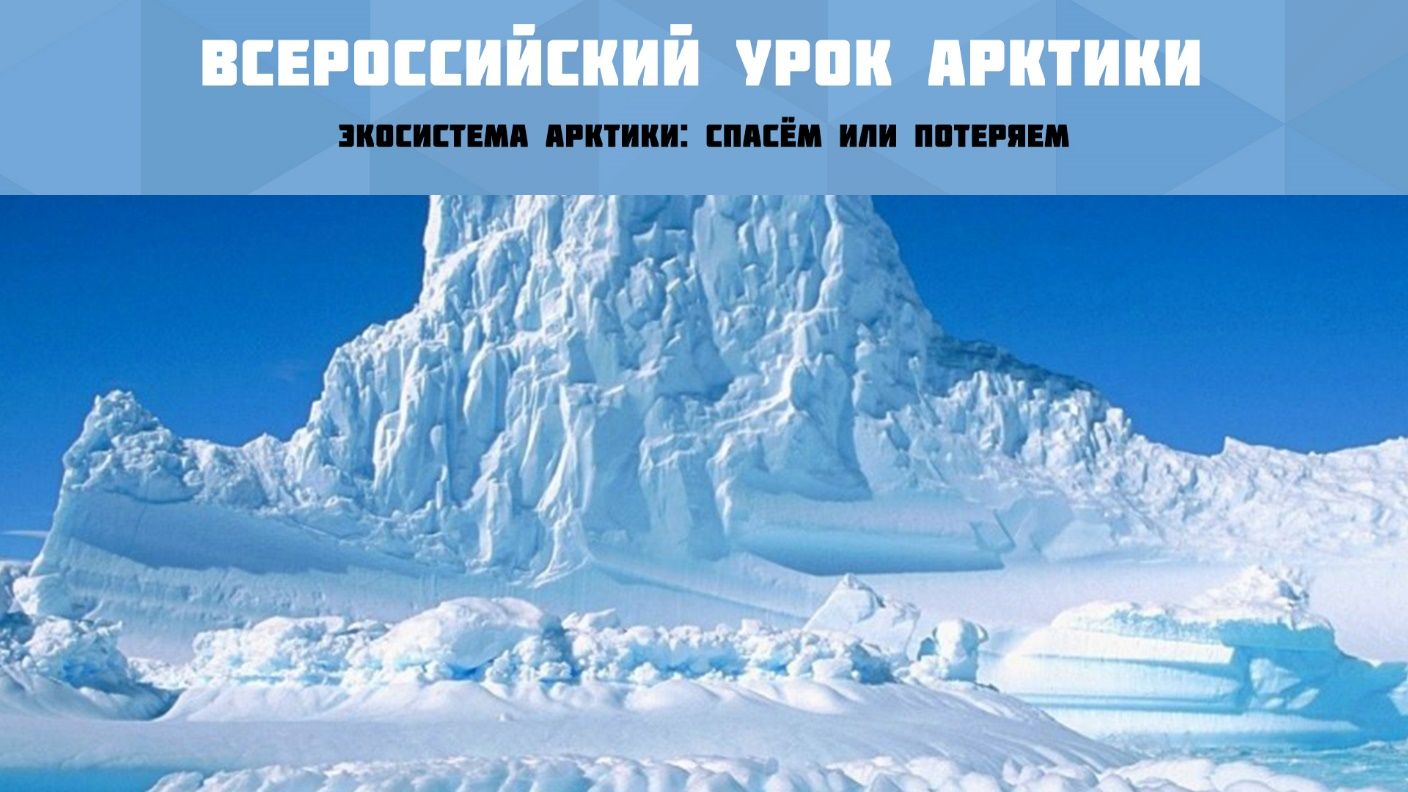 ВСЕРОССИЙСКИЙ УРОК АРКТИКИ
ЭКОСИСТЕМА АРКТИКИ: СПАСЁМ ИЛИ ПОТЕРЯЕМ